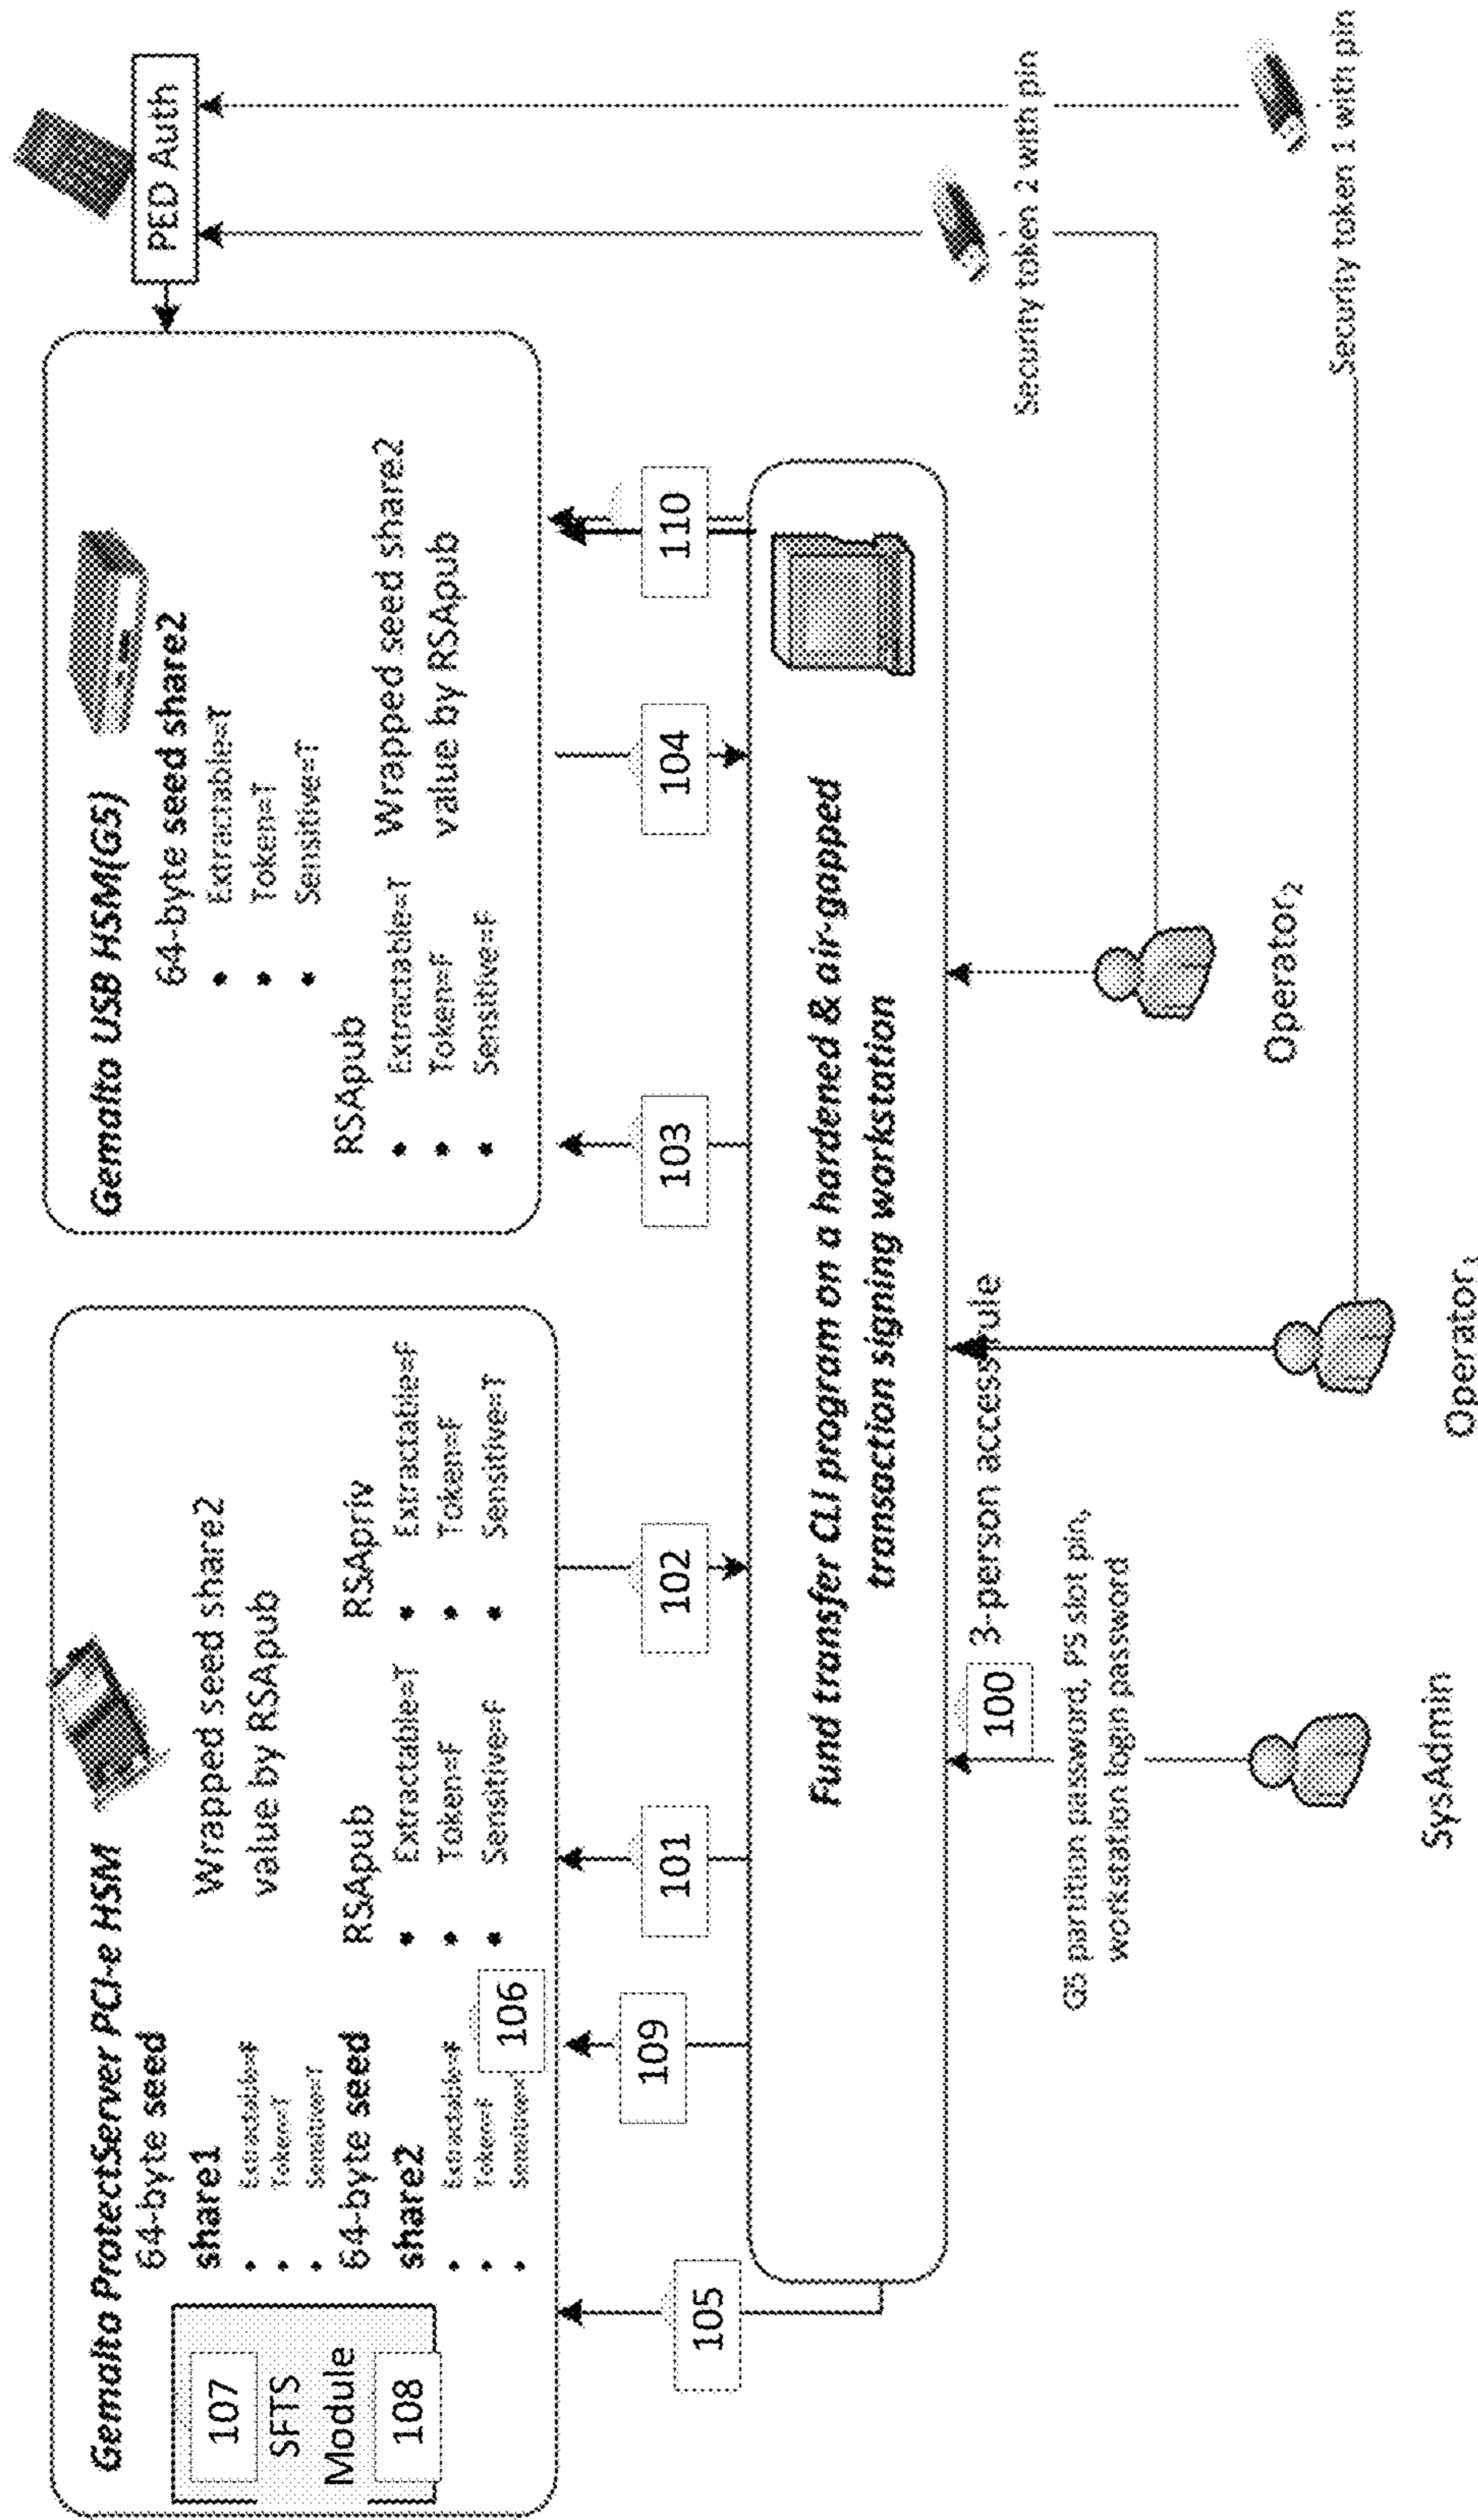 Gemalto ProtectServer PCI-e HSM
107
SFTS
Module
108
64-byte seed
share1
• Extractable=F
• Token=T
• Sensitive=T
64-byte seed
share2
• Extractable=F
• Token=F
• Sensitive=
106
Wrapped seed share2
value by RSApub
RSApub
• Extractable=T
• Token=F
• Sensitive=F
RSApriv
• Extractable=F
• Token=F
• Sensitive=T
Gemalto USB HSM(G5)
64-byte seed share2
• Extractable=T
• Token=T
• Sensitive=T
RSApub
• Extractable=T
• Token=F
• Sensitive=F
Wrapped seed share2
value by RSApub
PED Auth
105
109
101
102
103
104
110
Fund transfer CLI program on a hardened & air-gapped
transaction signing workstation
100
3-person access rule
G5 partition password, PS slot pin,
workstation login password
SysAdmin
Operator1
Operator2
Security token 2 with pin
Security token 1 with pin